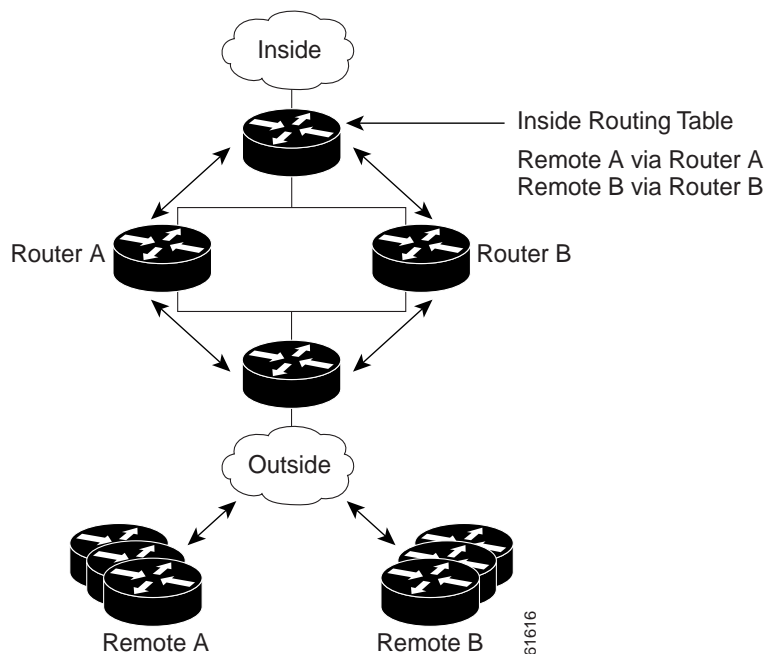 Inside
Inside Routing Table
Remote A via Router A
Remote B via Router B
Router A
Router B
Outside
Remote A
Remote B
61616